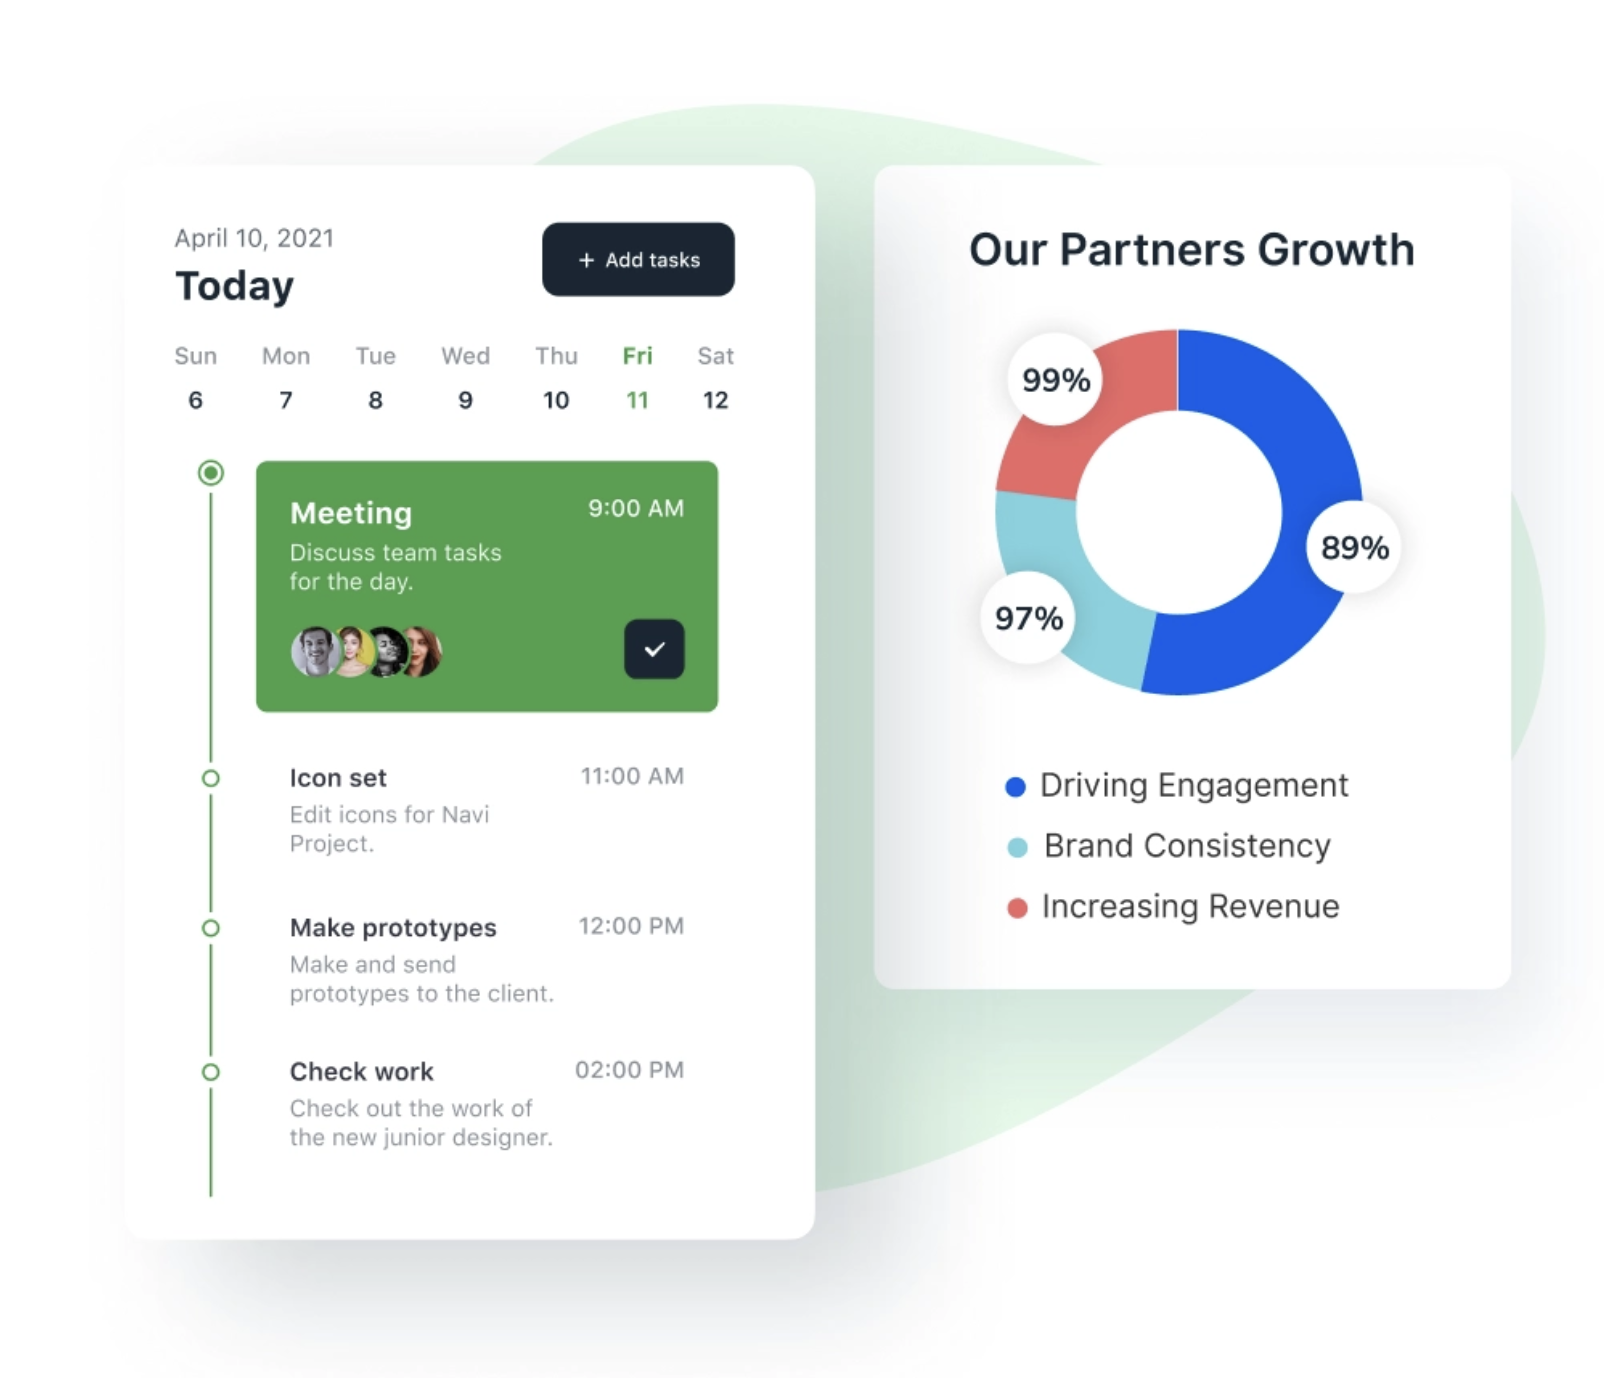 April 10, 2021
Today
+ Add tasks
Sun Mon Tue Wed Thu Fri Sat
6 7 8 9 10 11 12
Meeting 9:00 AM
Discuss team tasks
for the day.
Icon set 11:00 AM
Edit icons for Navi
Project.
Make prototypes 12:00 PM
Make and send
prototypes to the client.
Check work 02:00 PM
Check out the work of
the new junior designer.
Our Partners Growth
99%
89%
97%
Driving Engagement
Brand Consistency
Increasing Revenue